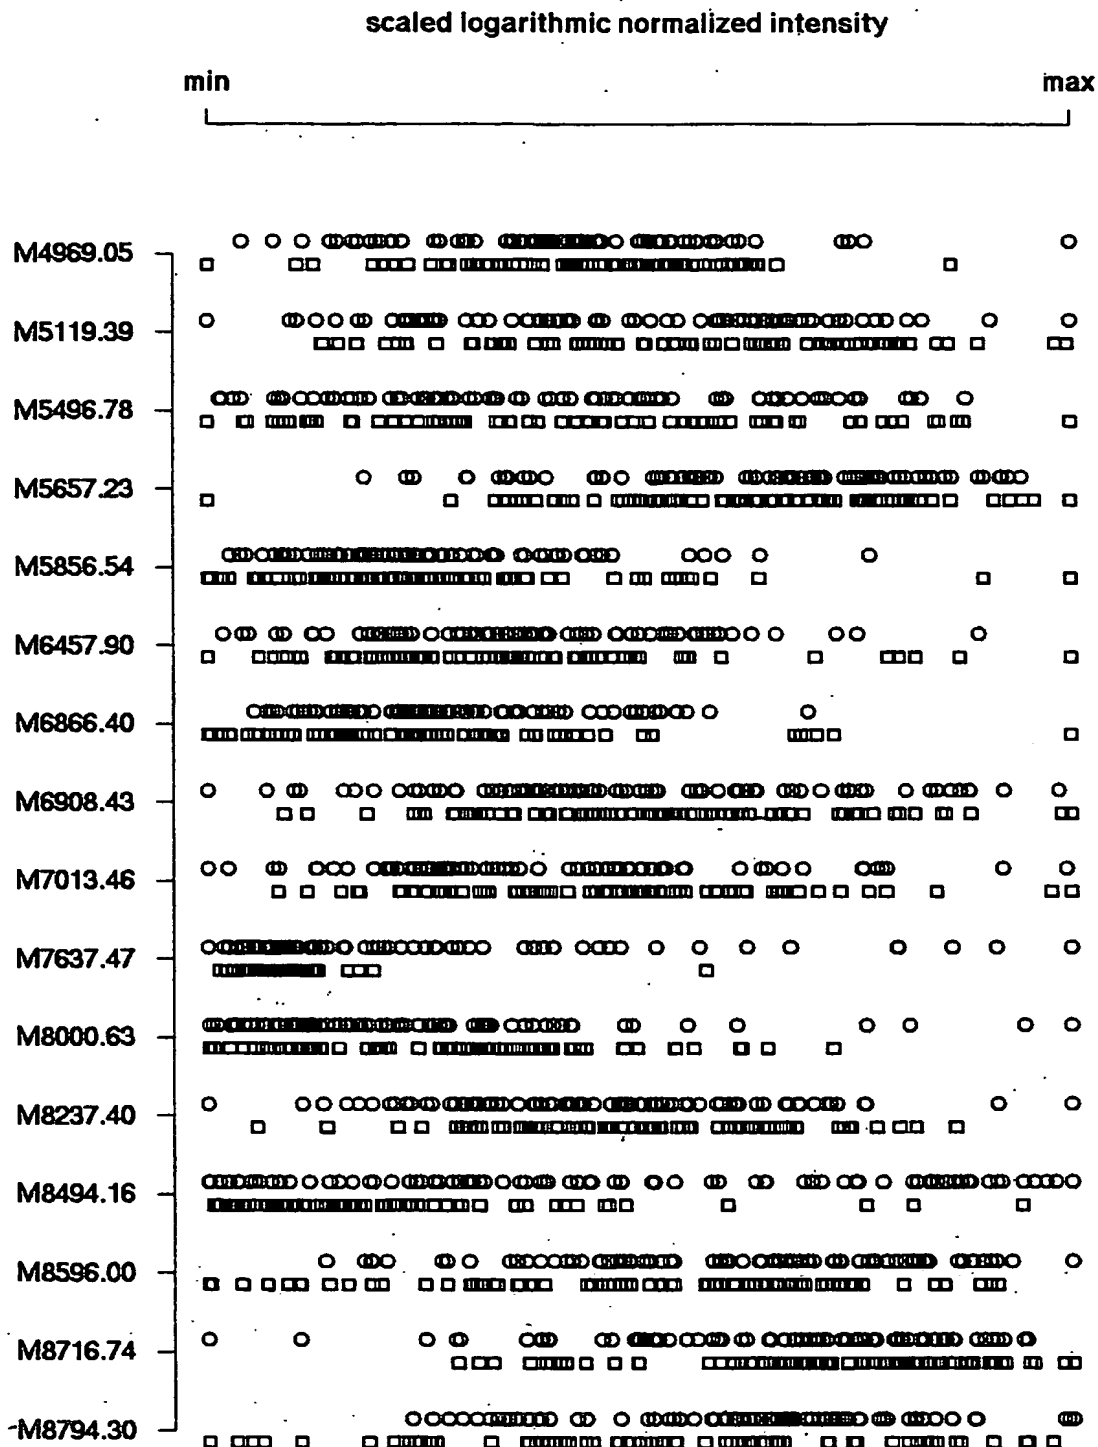 scaled logarithmic normalized intensity
min max
M4969.05
M5119.39
M5496.78
M5657.23
M5856.54
M6457.90
M6866.40
M6908.43
M7013.46
M7637.47
M8000.63
M8237.40
M8494.16
M8596.00
M8716.74
M8794.30